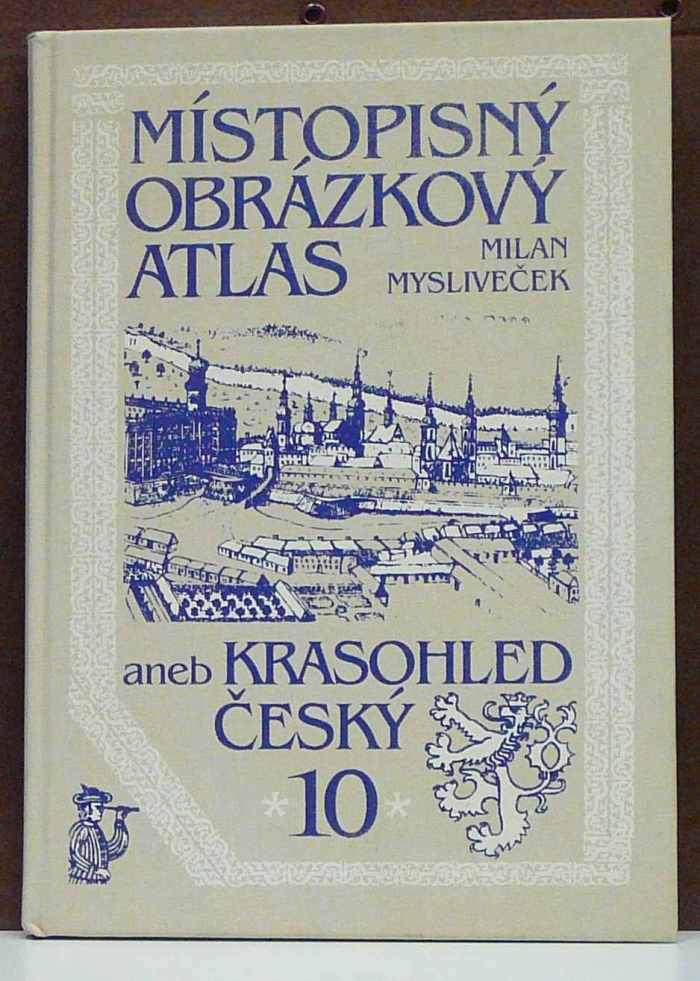 MÍSTOPISNÝ
OBRÁZKOVÝ
ATLAS
MILAN
MYSLIVEČEK
aneb KRASOHLED
ČESKÝ
*10*